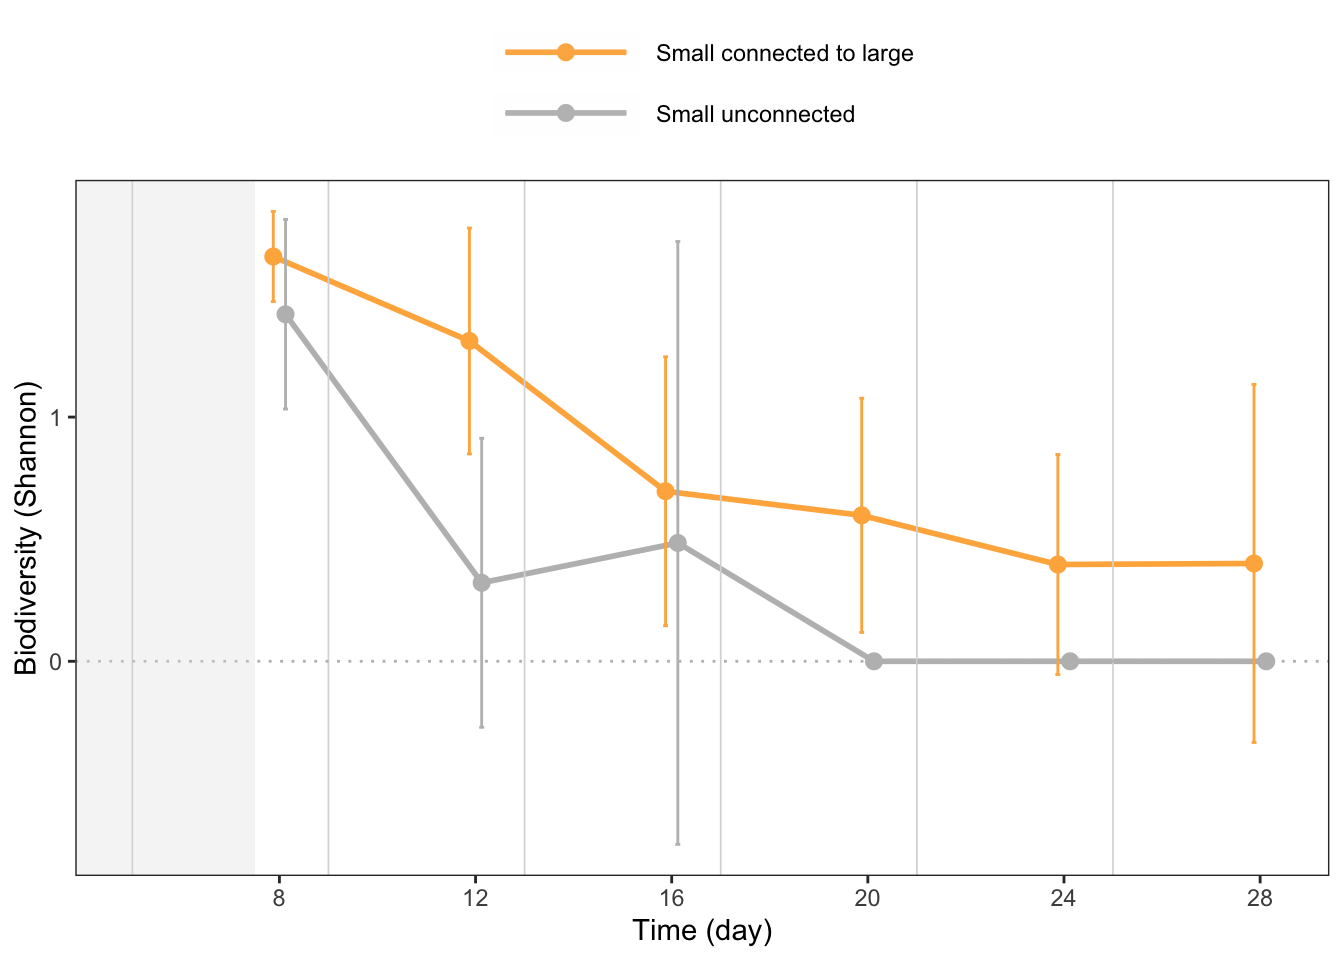 Small connected to large
Small unconnected
Biodiversity (Shannon)
1
0
8 12 16 20 24 28
Time (day)